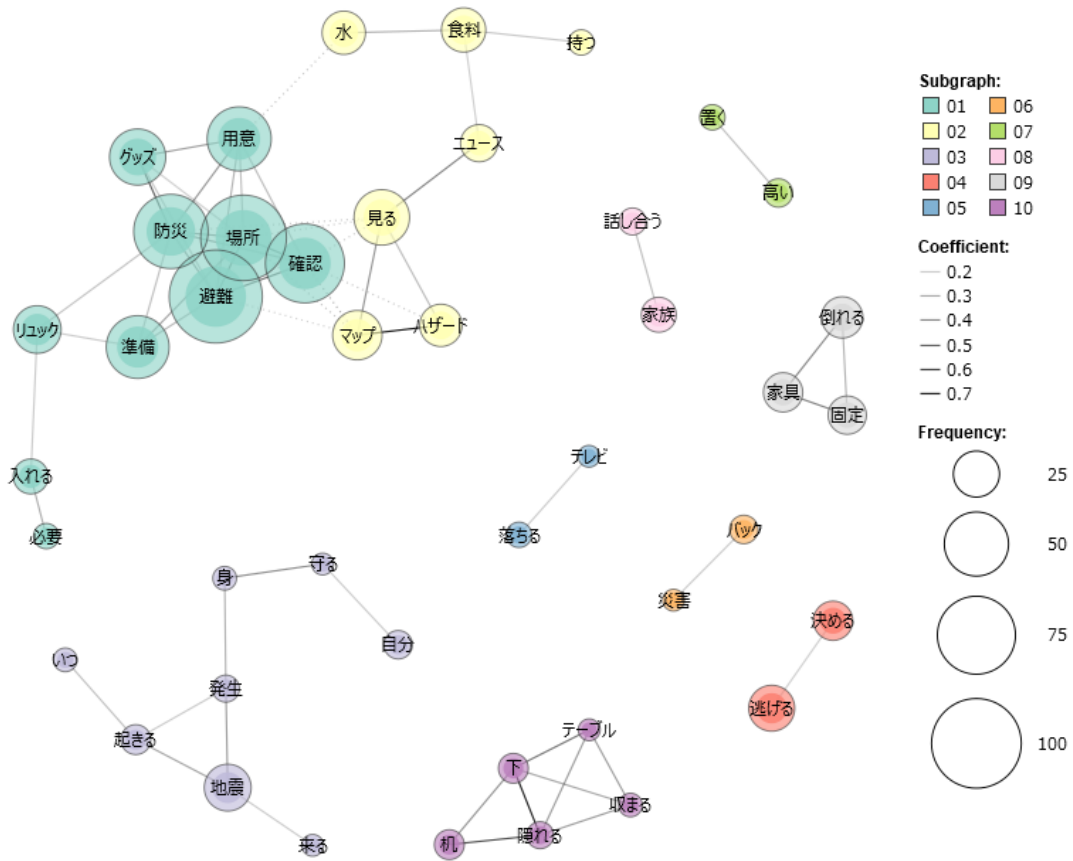 水
食料
持つ
用意
グッズ
ニュース
置く
高い
防災
場所
見る
確認
話し合う
避難
家族
リュック
準備
マップ
ハザード
倒れる
家具
固定
入れる
必要
テレビ
落ちる
バック
災害
身
守る
自分
決める
逃げる
いつ
発生
起きる
地震
来る
テーブル
下
収まる
隠れる
机
Subgraph:
01 06
02 07
03 08
04 09
05 10
Coefficient:
0.2
0.3
0.4
0.5
0.6
0.7
Frequency:
25
50
75
100